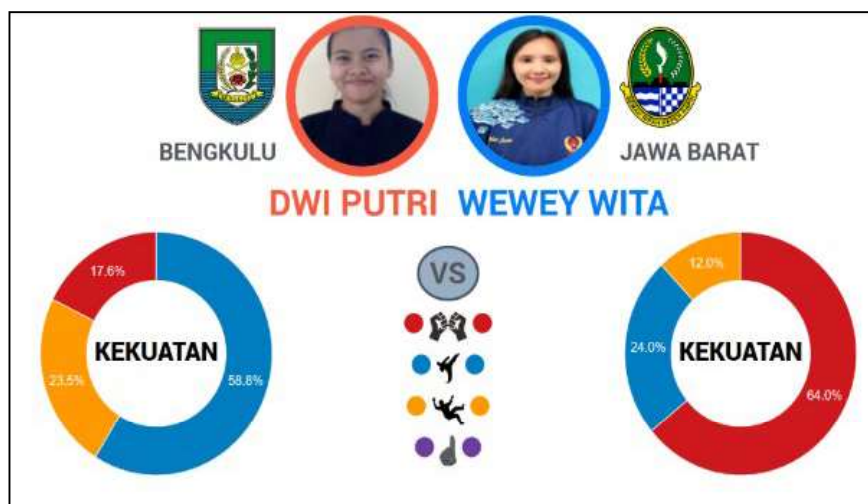 BENGKULU
JAWA BARAT
DWI PUTRI WEWEY WITA
VS
17.6%
23.5%
58.8%
KEKUATAN
12.0%
24.0%
64.0%
KEKUATAN